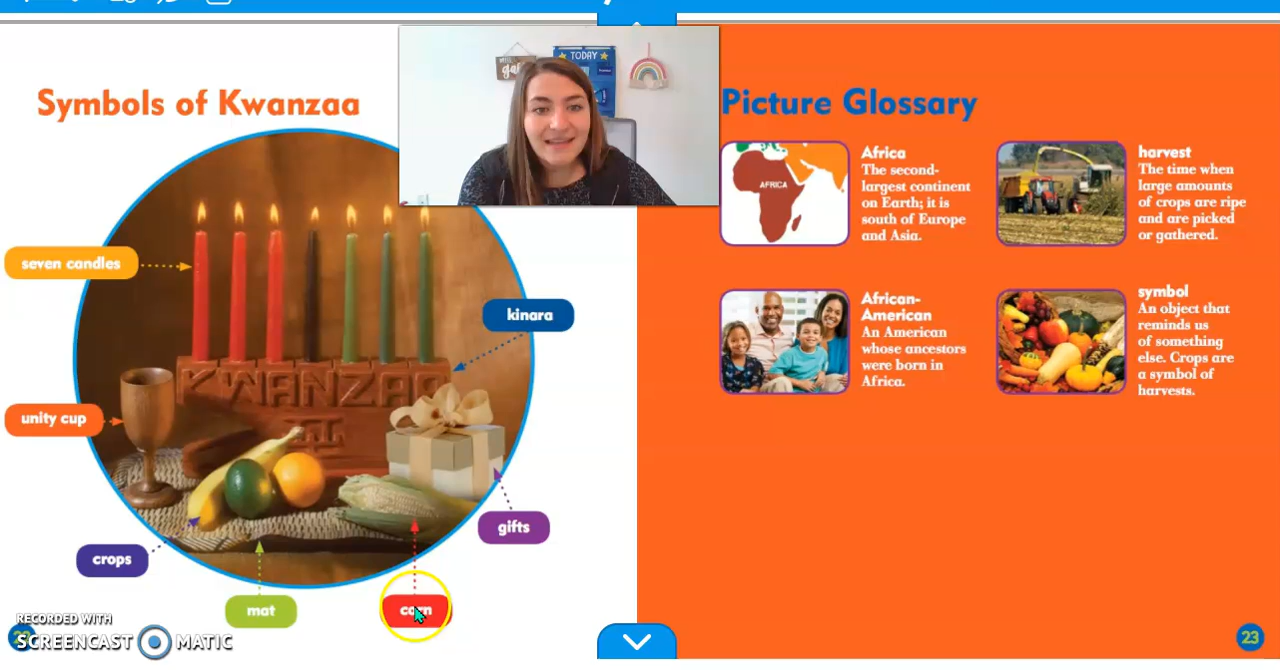 Symbols of Kwanzaa
seven candles
kinara
unity cup
KWANZAA
gifts
crops
mat
corn
TODAY
Picture Glossary
AFRICA
Africa
The second-
largest continent
on Earth; it is
south of Europe
and Asia.
harvest
The time when
large amounts
of crops are ripe
and are picked
or gathered.
African-
American
An American
whose ancestors
were born in
Africa.
symbol
An object that
reminds us
of something
else. Crops are
a symbol of
harvests.
RECORDED WITH
SCREENCAST MATIC
23